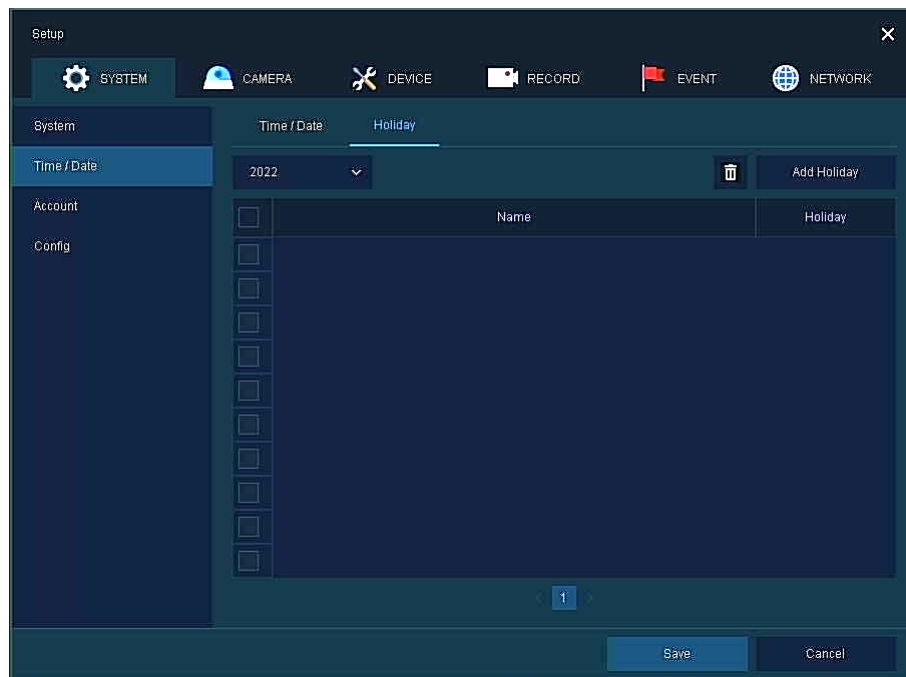 Setup
SYSTEM CAMERA DEVICE RECORD EVENT NETWORK
System
Time / Date
Account
Config
Time / Date Holiday
2022 Add Holiday
Name Holiday
1
Save Cancel